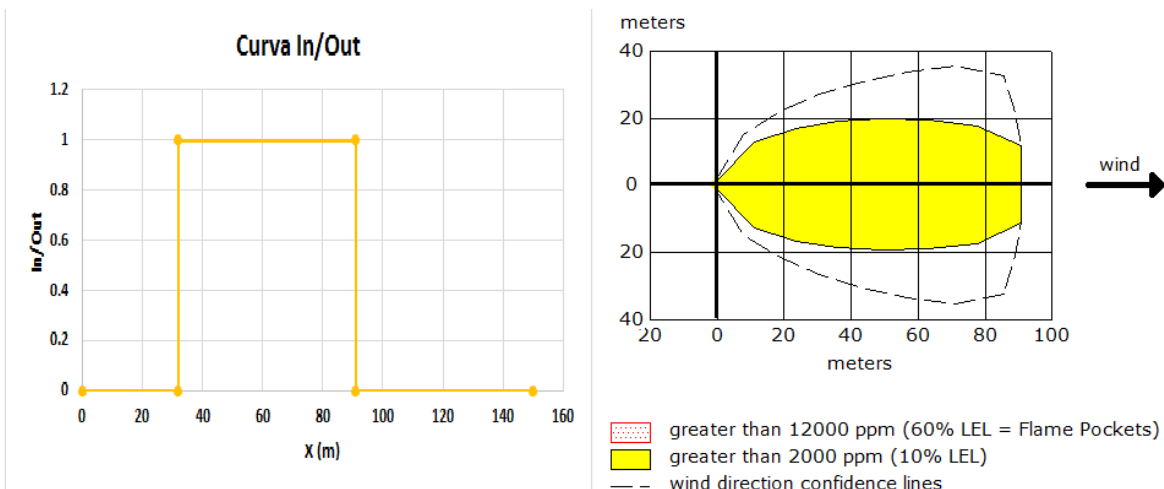 Curva In/Out
1.2
1
0.8
0.6
0.4
0.2
0
In/Out
0 20 40 60 80 100 120 140 160
X (m)
meters
40
20
0
20
40
20 0 20 40 60 80 100
meters
wind
greater than 12000 ppm (60% LEL = Flame Pockets)
greater than 2000 ppm (10% LEL)
wind direction confidence lines